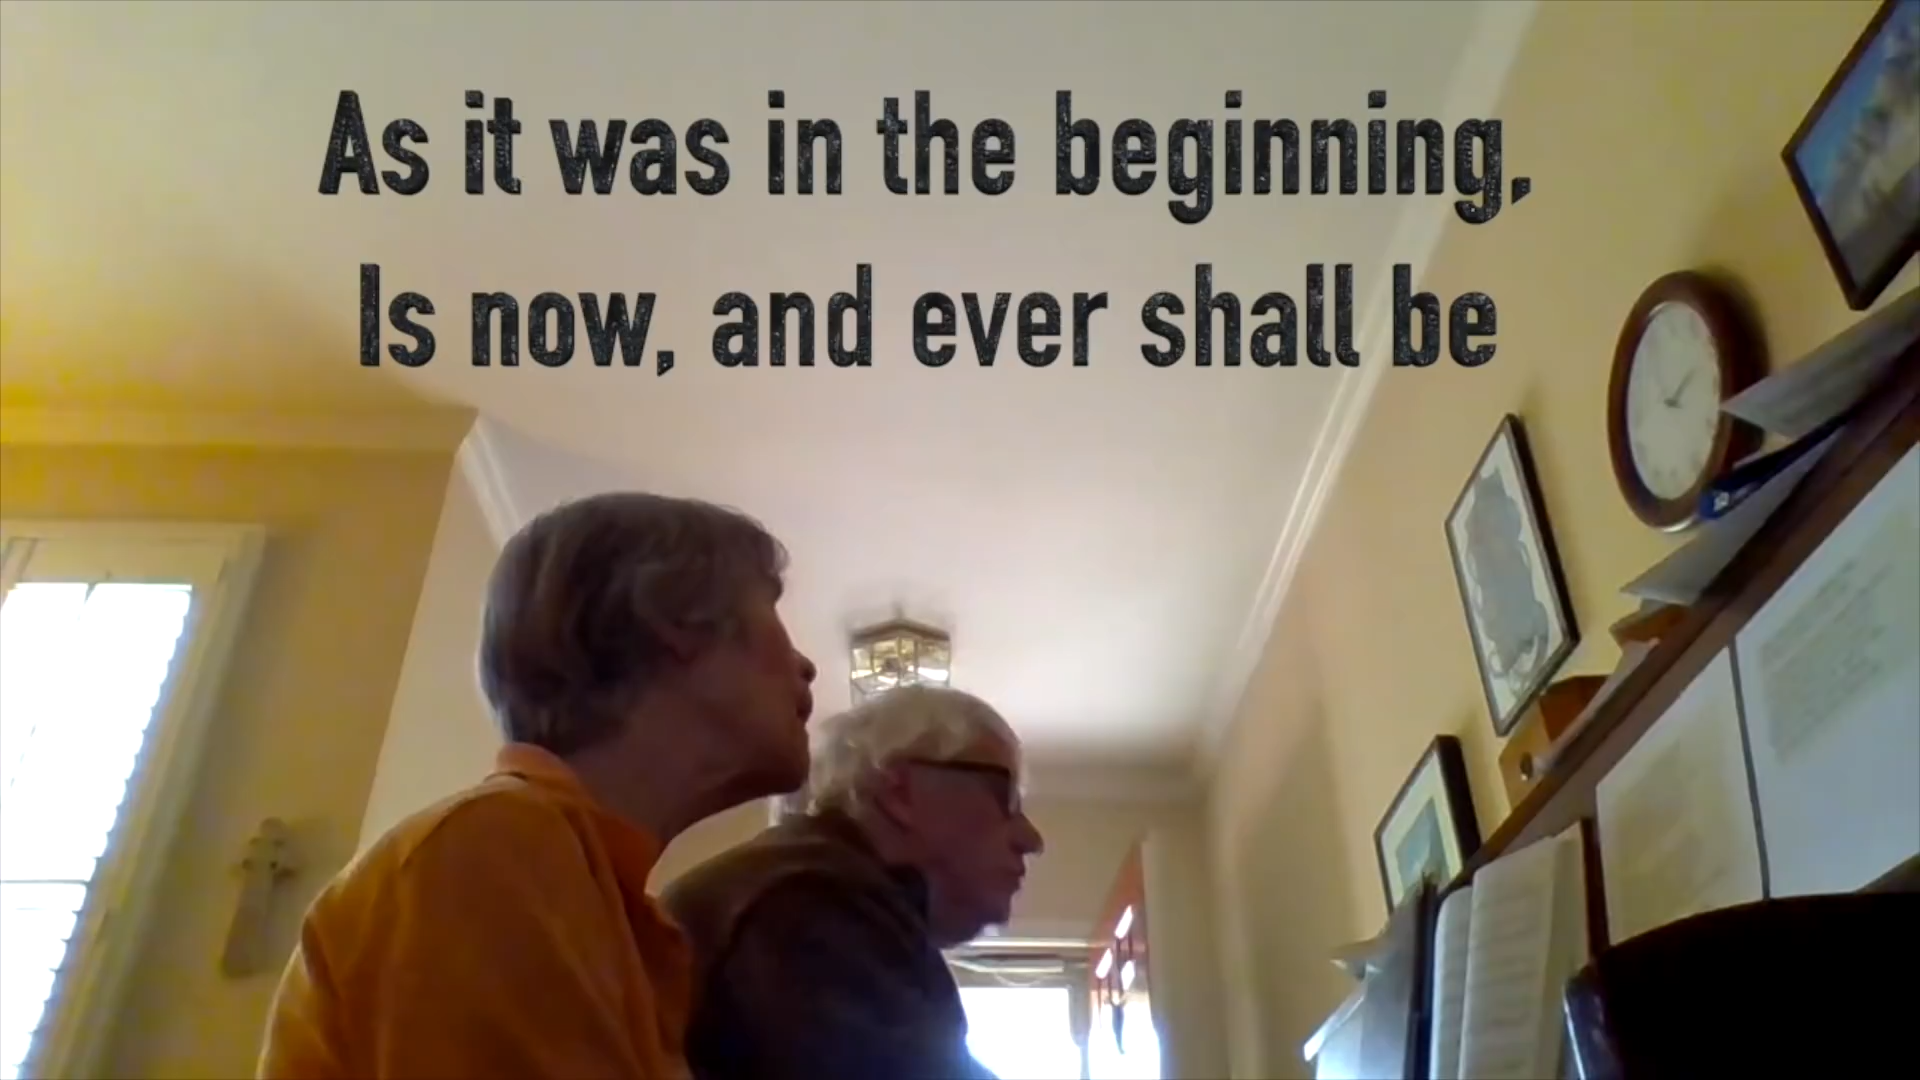 As it was in the beginning,
Is now, and ever shall be